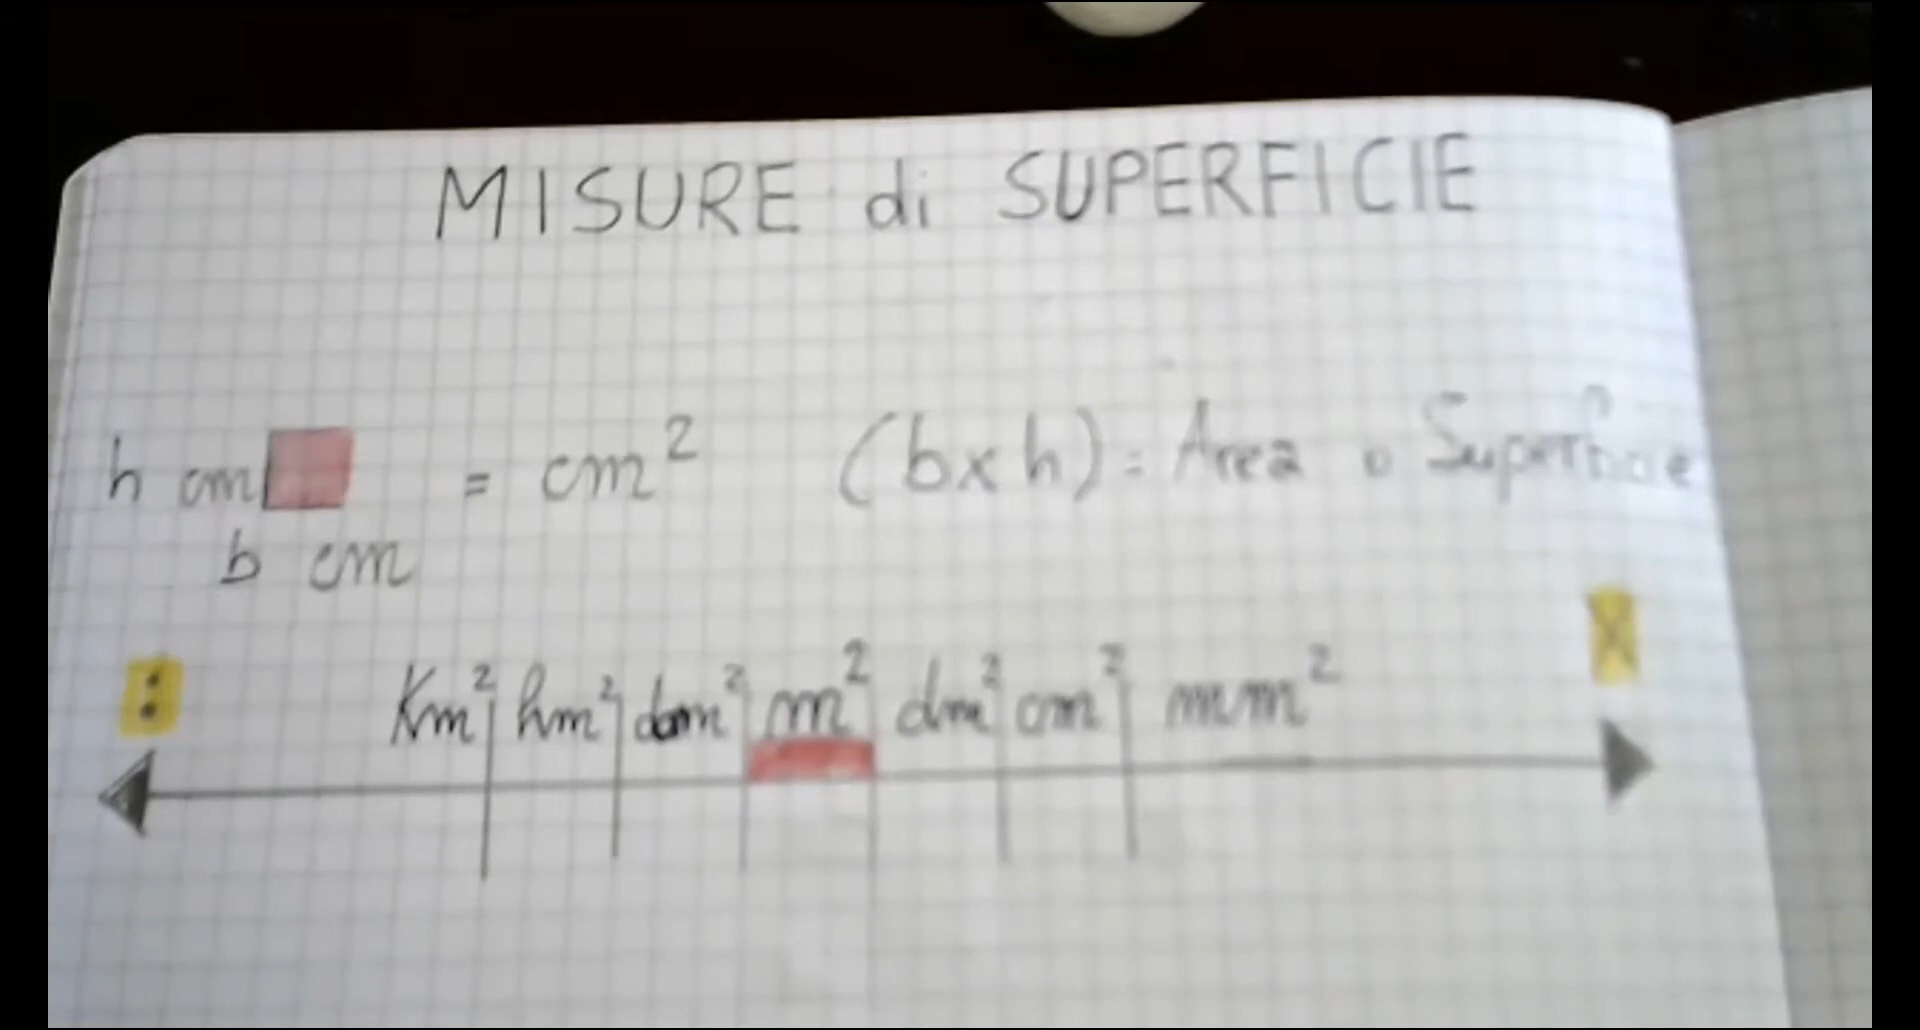 MISURE di SUPERFICIE
h cm = cm² (b x h) = Area o Superficie
b cm
: x
Km² hm² dam² m² dm² cm² mm²